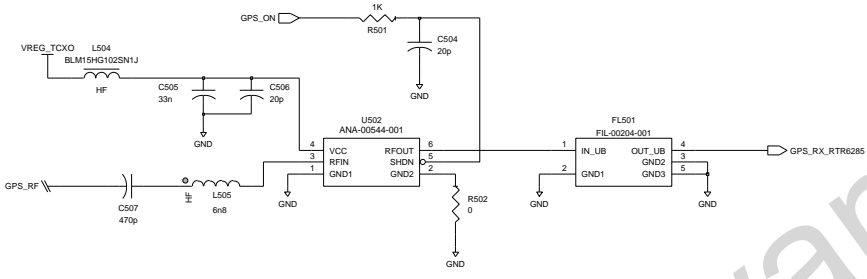 1K
GPS_ON
R501
C504
20p
GND
VREG_TCXO
L504
BLM15HG102SN1J
HF
C505
33n
C506
20p
GND
U502
ANA-00544-001
4 VCC
3 RFIN
1 GND1
RFOUT 6
SHDN 5
GND2 2
GND
R502
0
GND
FL501
FIL-00204-001
1 IN_UB
2 GND1
OUT_UB 4
GND2 3
GND3 5
GND
GND
GPS_RX_RTR6285
GPS_RF
C507
470p
HF
L505
6n8